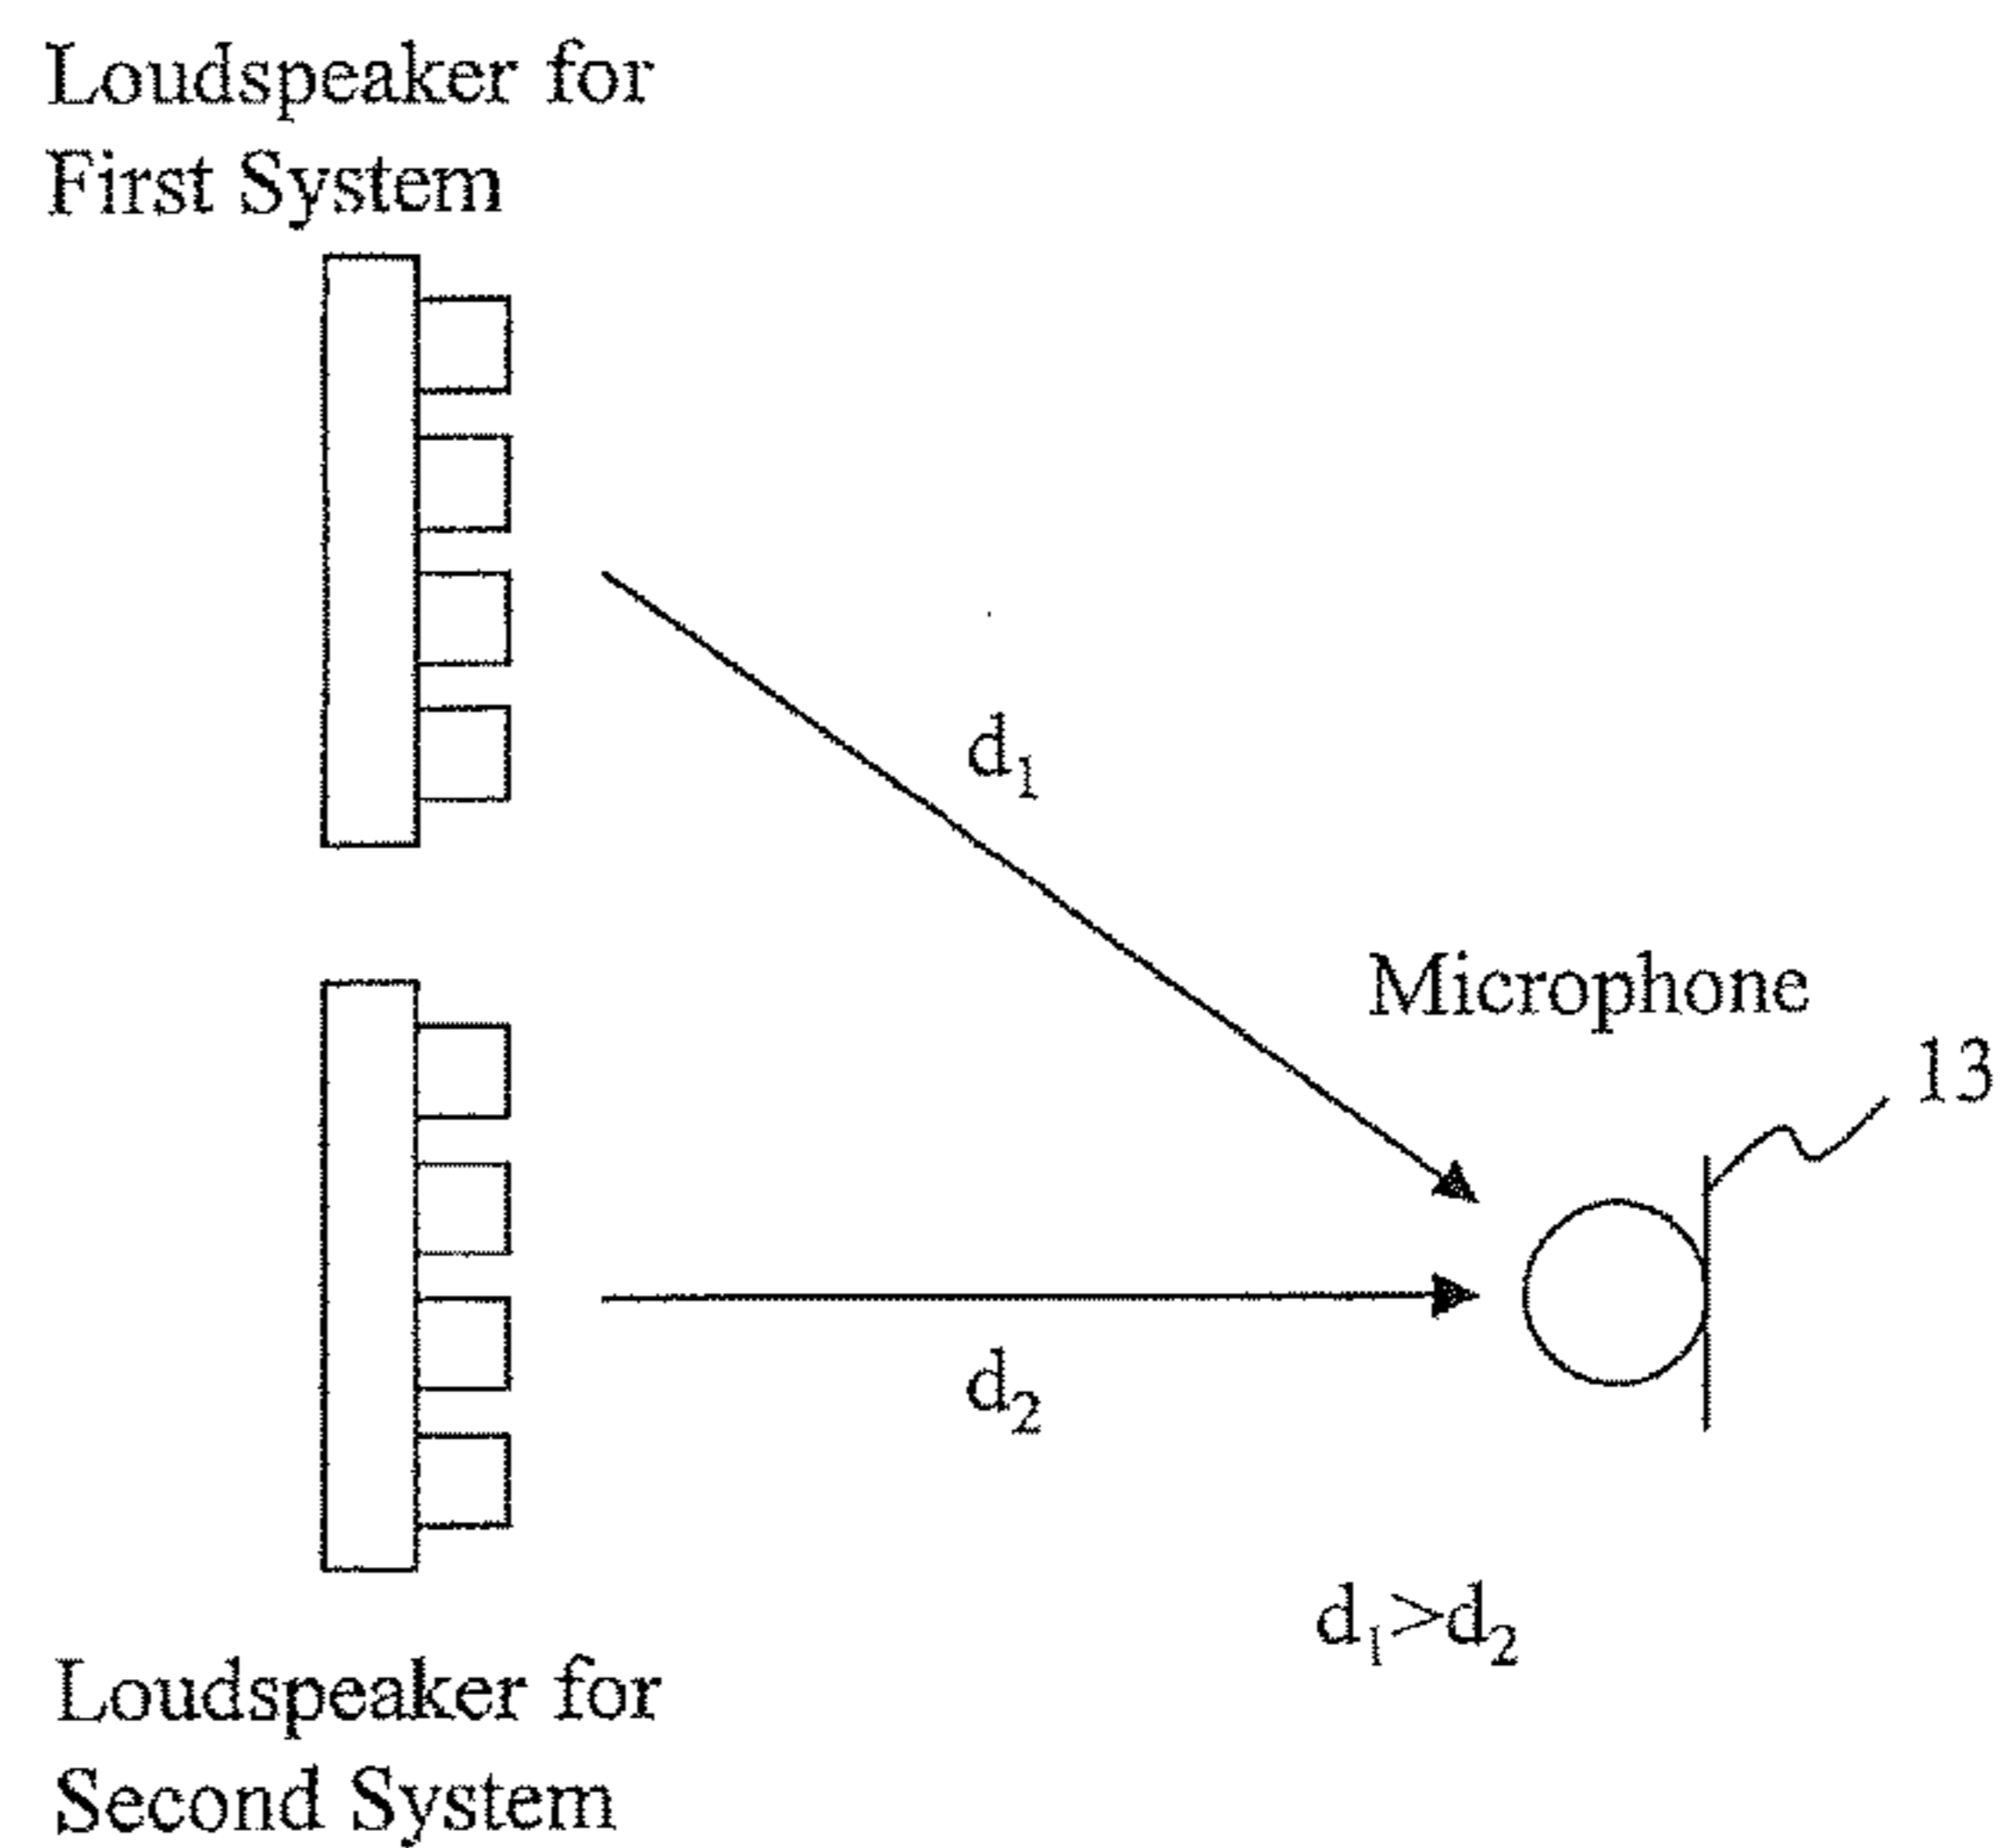 Loudspeaker for
First System
d₁
Microphone
13
d₂
d₁>d₂
Loudspeaker for
Second System